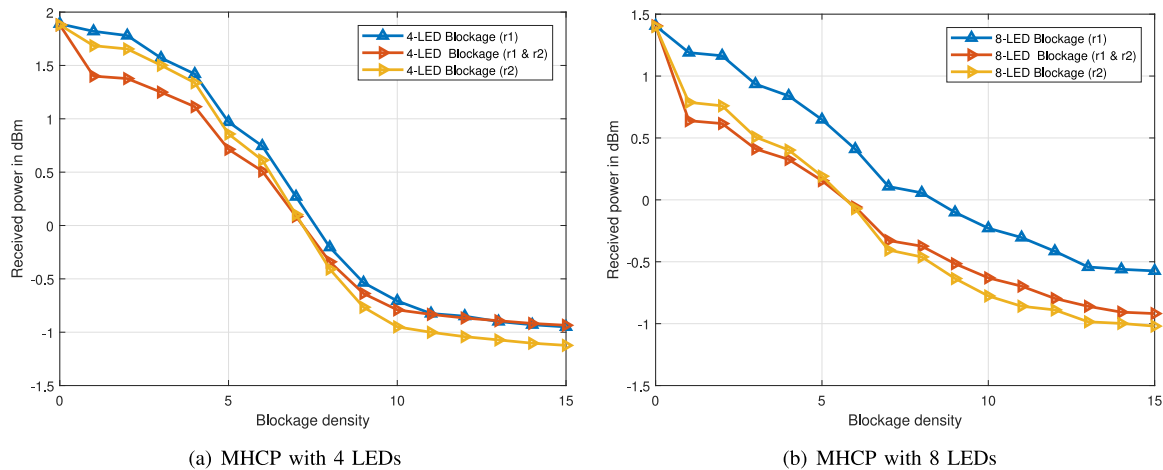 2
1.5
1
0.5
0
-0.5
-1
-1.5
Received power in dBm
0
5
10
15
Blockage density
4-LED Blockage (r1)
4-LED Blockage (r1 & r2)
4-LED Blockage (r2)
(a) MHCP with 4 LEDs
1.5
1
0.5
0
-0.5
-1
-1.5
Received power in dBm
0
5
10
15
Blockage density
8-LED Blockage (r1)
8-LED Blockage (r1 & r2)
8-LED Blockage (r2)
(b) MHCP with 8 LEDs